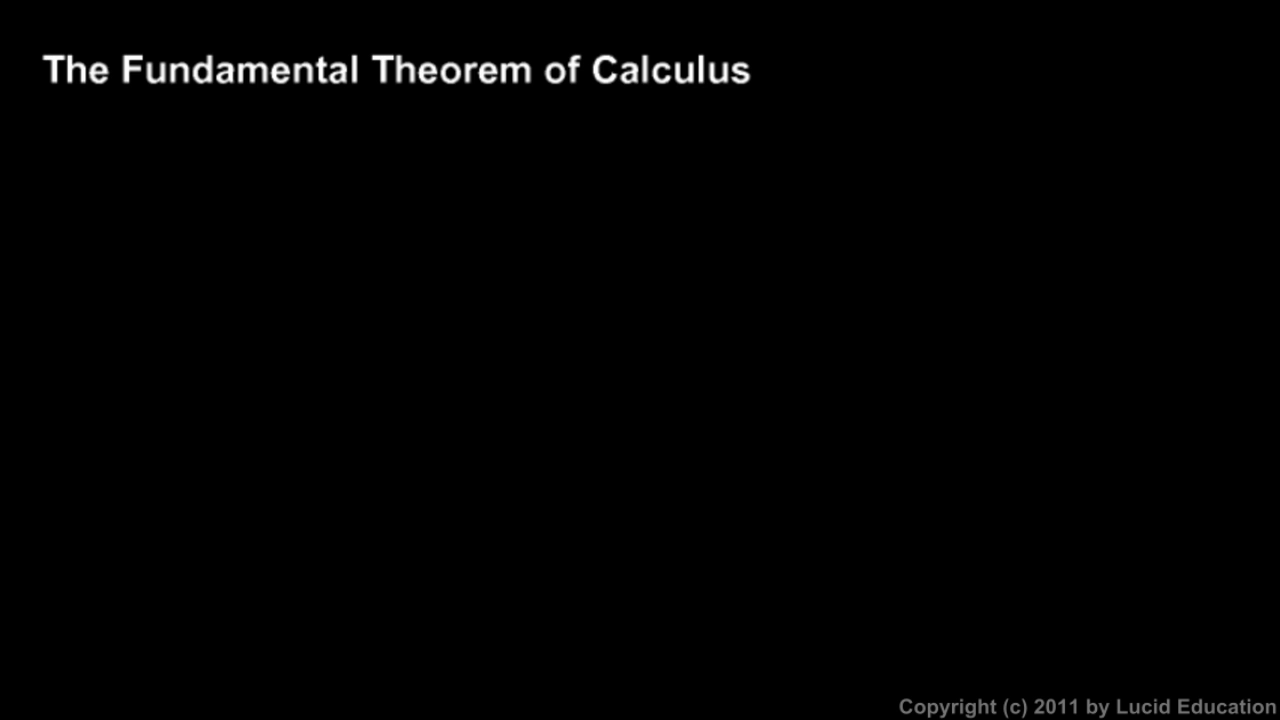 The Fundamental Theorem of Calculus
Copyright (c) 2011 by Lucid Education